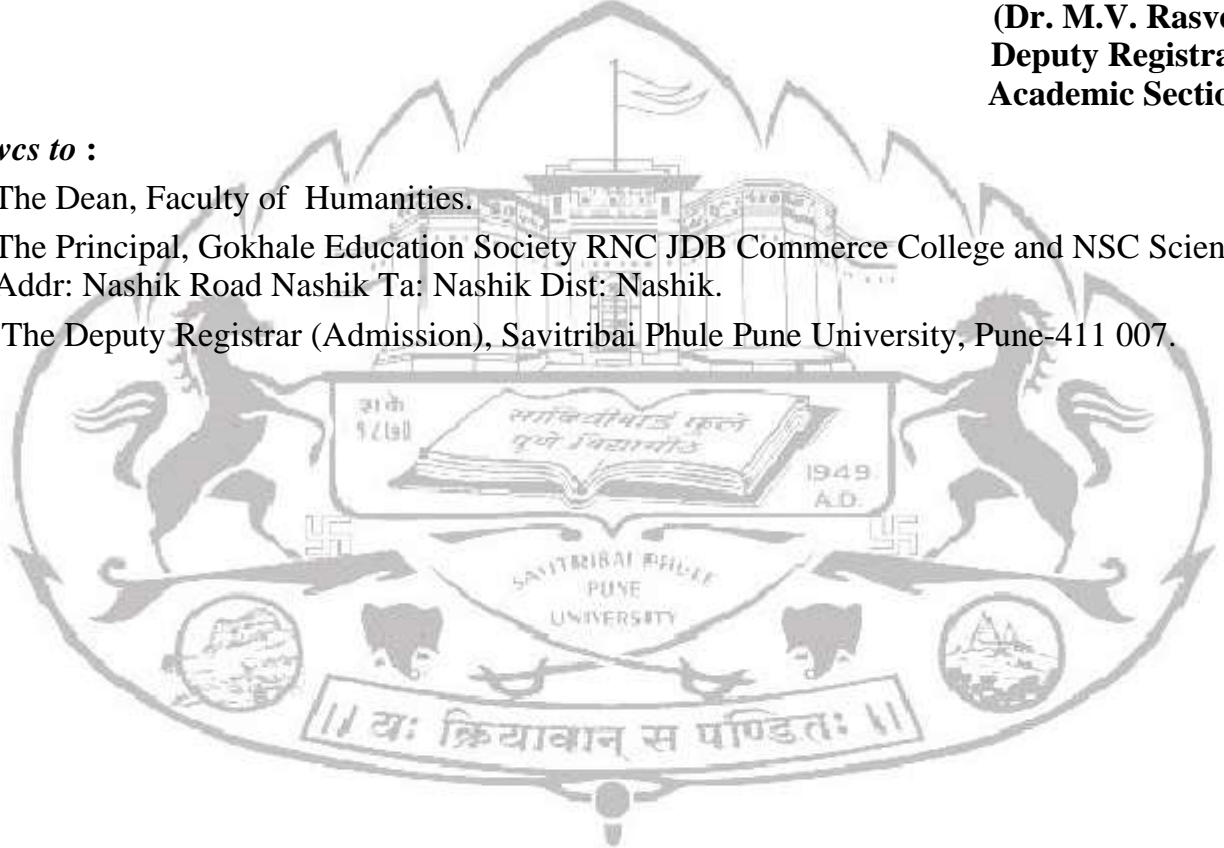 (Dr. M.V. Rasve
Deputy Registra
Academic Sectio
wcs to :
The Dean, Faculty of Humanities.
The Principal, Gokhale Education Society RNC JDB Commerce College and NSC Scien
Addr: Nashik Road Nashik Ta: Nashik Dist: Nashik.
The Deputy Registrar (Admission), Savitribai Phule Pune University, Pune-411 007.
शके
सावित्रीबाई फुले
पुणे विद्यापीठ
1949
A.D.
SAVITRIBAI PHULE
PUNE
UNIVERSITY
॥ यः क्रियावान् स पण्डितः ॥